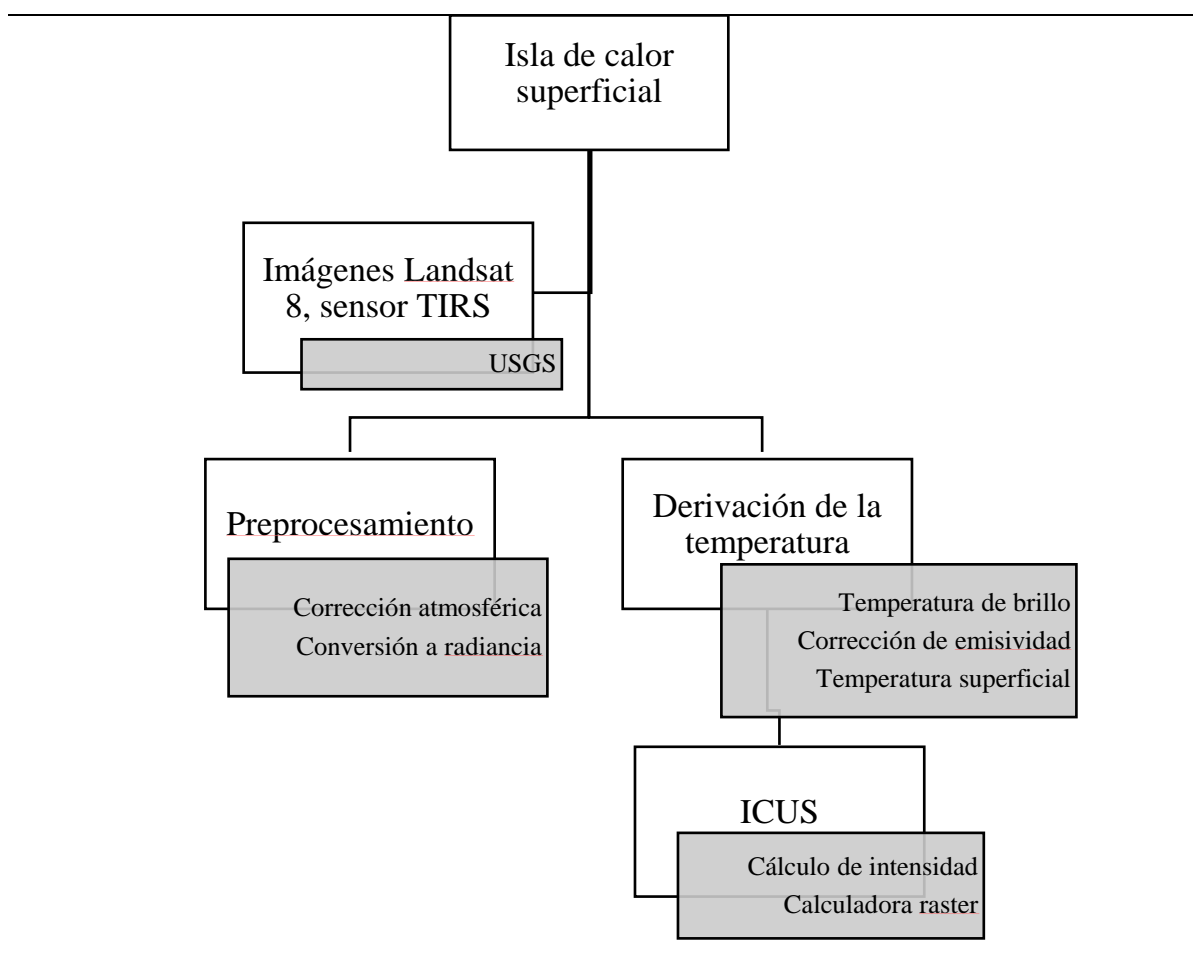 Isla de calor
superficial
Imágenes Landsat
8, sensor TIRS
USGS
Preprocesamiento
Corrección atmosférica
Conversión a radiancia
Derivación de la
temperatura
Temperatura de brillo
Corrección de emisividad
Temperatura superficial
ICUS
Cálculo de intensidad
Calculadora raster